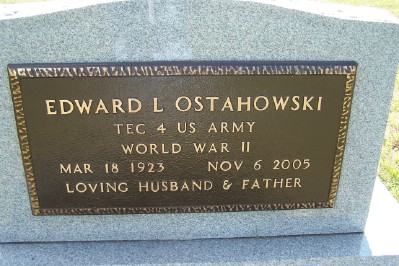 EDWARD L OSTAHOWSKI
TEC 4 US ARMY
WORLD WAR II
MAR 18 1923 NOV 6 2005
LOVING HUSBAND & FATHER